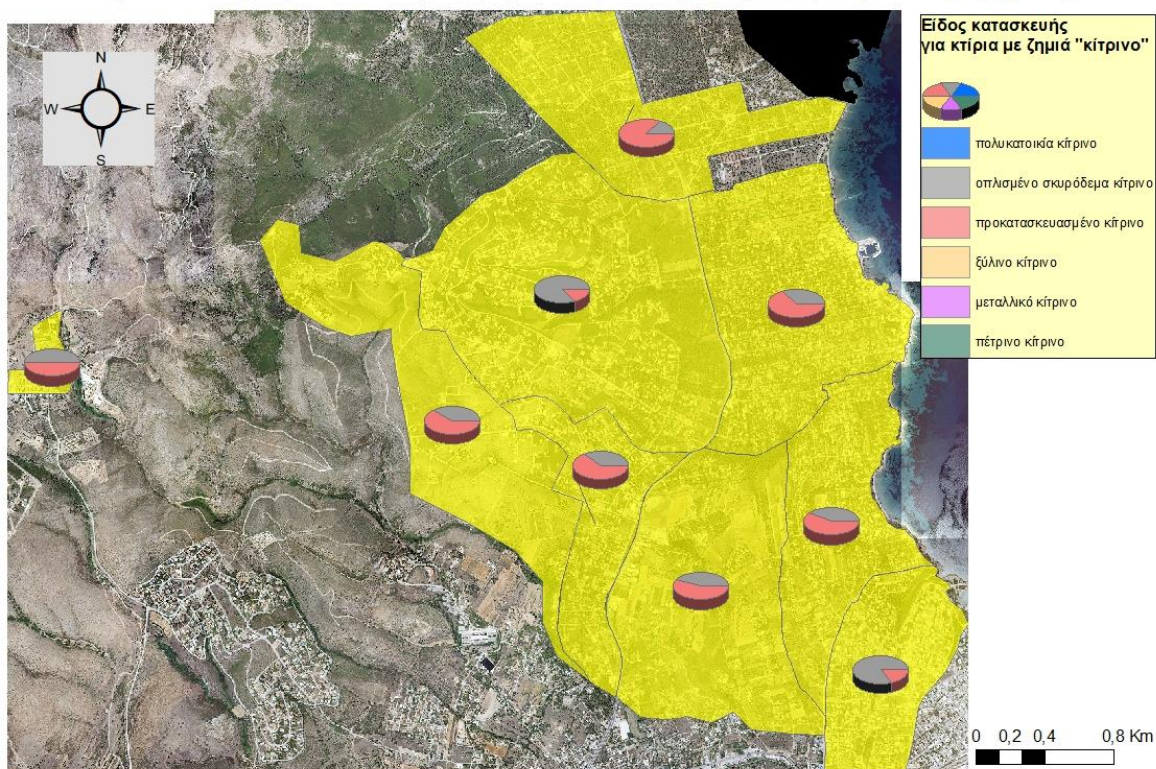 N
W E
S
Είδος κατασκευής
για κτίρια με ζημιά "κίτρινο"
πολυκατοικία κίτρινο
οπλισμένο σκυρόδεμα κίτρινο
προκατασκευασμένο κίτρινο
ξύλινο κίτρινο
μεταλλικό κίτρινο
πέτρινο κίτρινο
0 0,2 0,4 0,8 Km